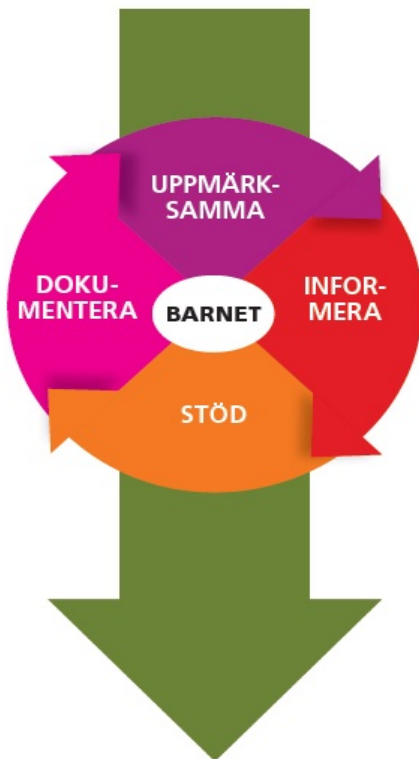 UPPMÄRK-
SAMMA
INFOR-
MERA
STÖD
DOKU-
MENTERA
BARNET